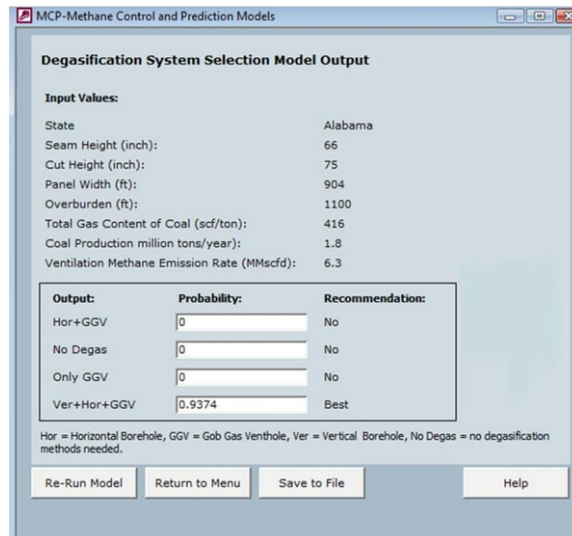 MCP-Methane Control and Prediction Models
Degasification System Selection Model Output
Input Values:
State Alabama
Seam Height (inch): 66
Cut Height (inch): 75
Panel Width (ft): 904
Overburden (ft): 1100
Total Gas Content of Coal (scf/ton): 416
Coal Production million tons/year): 1.8
Ventilation Methane Emission Rate (MMscfd): 6.3
Output: Probability: Recommendation:
Hor+GGV 0 No
No Degas 0 No
Only GGV 0 No
Ver+Hor+GGV 0.9374 Best
Hor = Horizontal Borehole, GGV = Gob Gas Venthole, Ver = Vertical Borehole, No Degas = no degasification
methods needed.
Re-Run Model Return to Menu Save to File Help